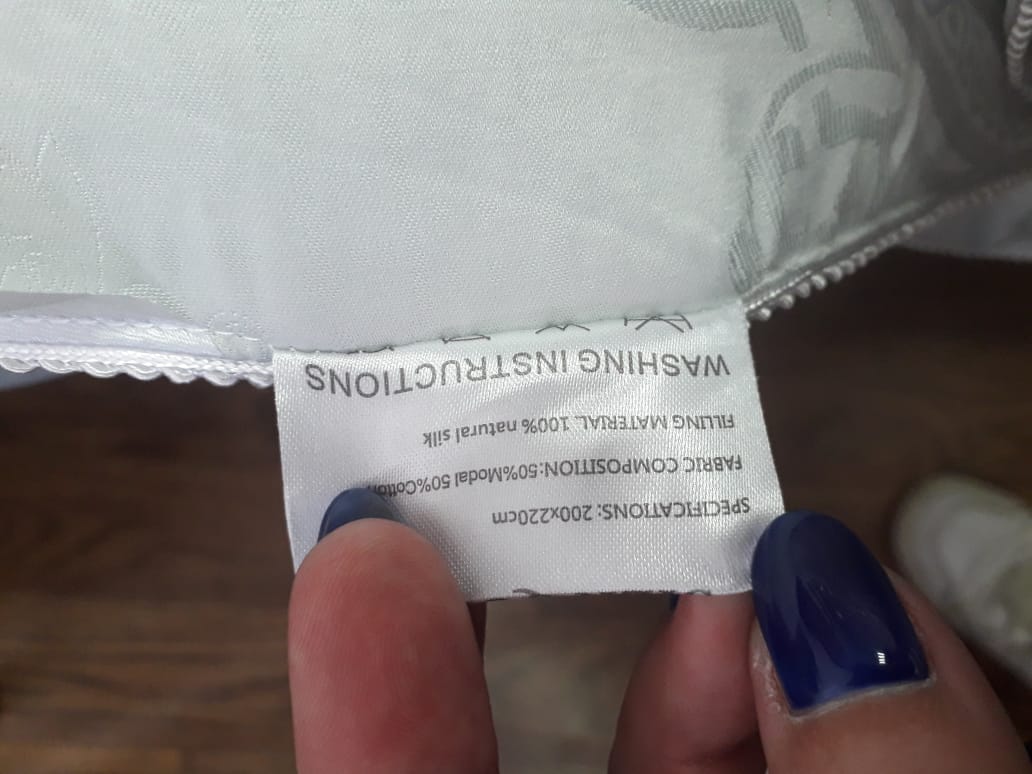 SPECIFICATIONS: 200x220cm
FABRIC COMPOSITION:50%Modal 50%Cotton
FILLING MATERIAL 100% natural silk
WASHING INSTRUCTIONS